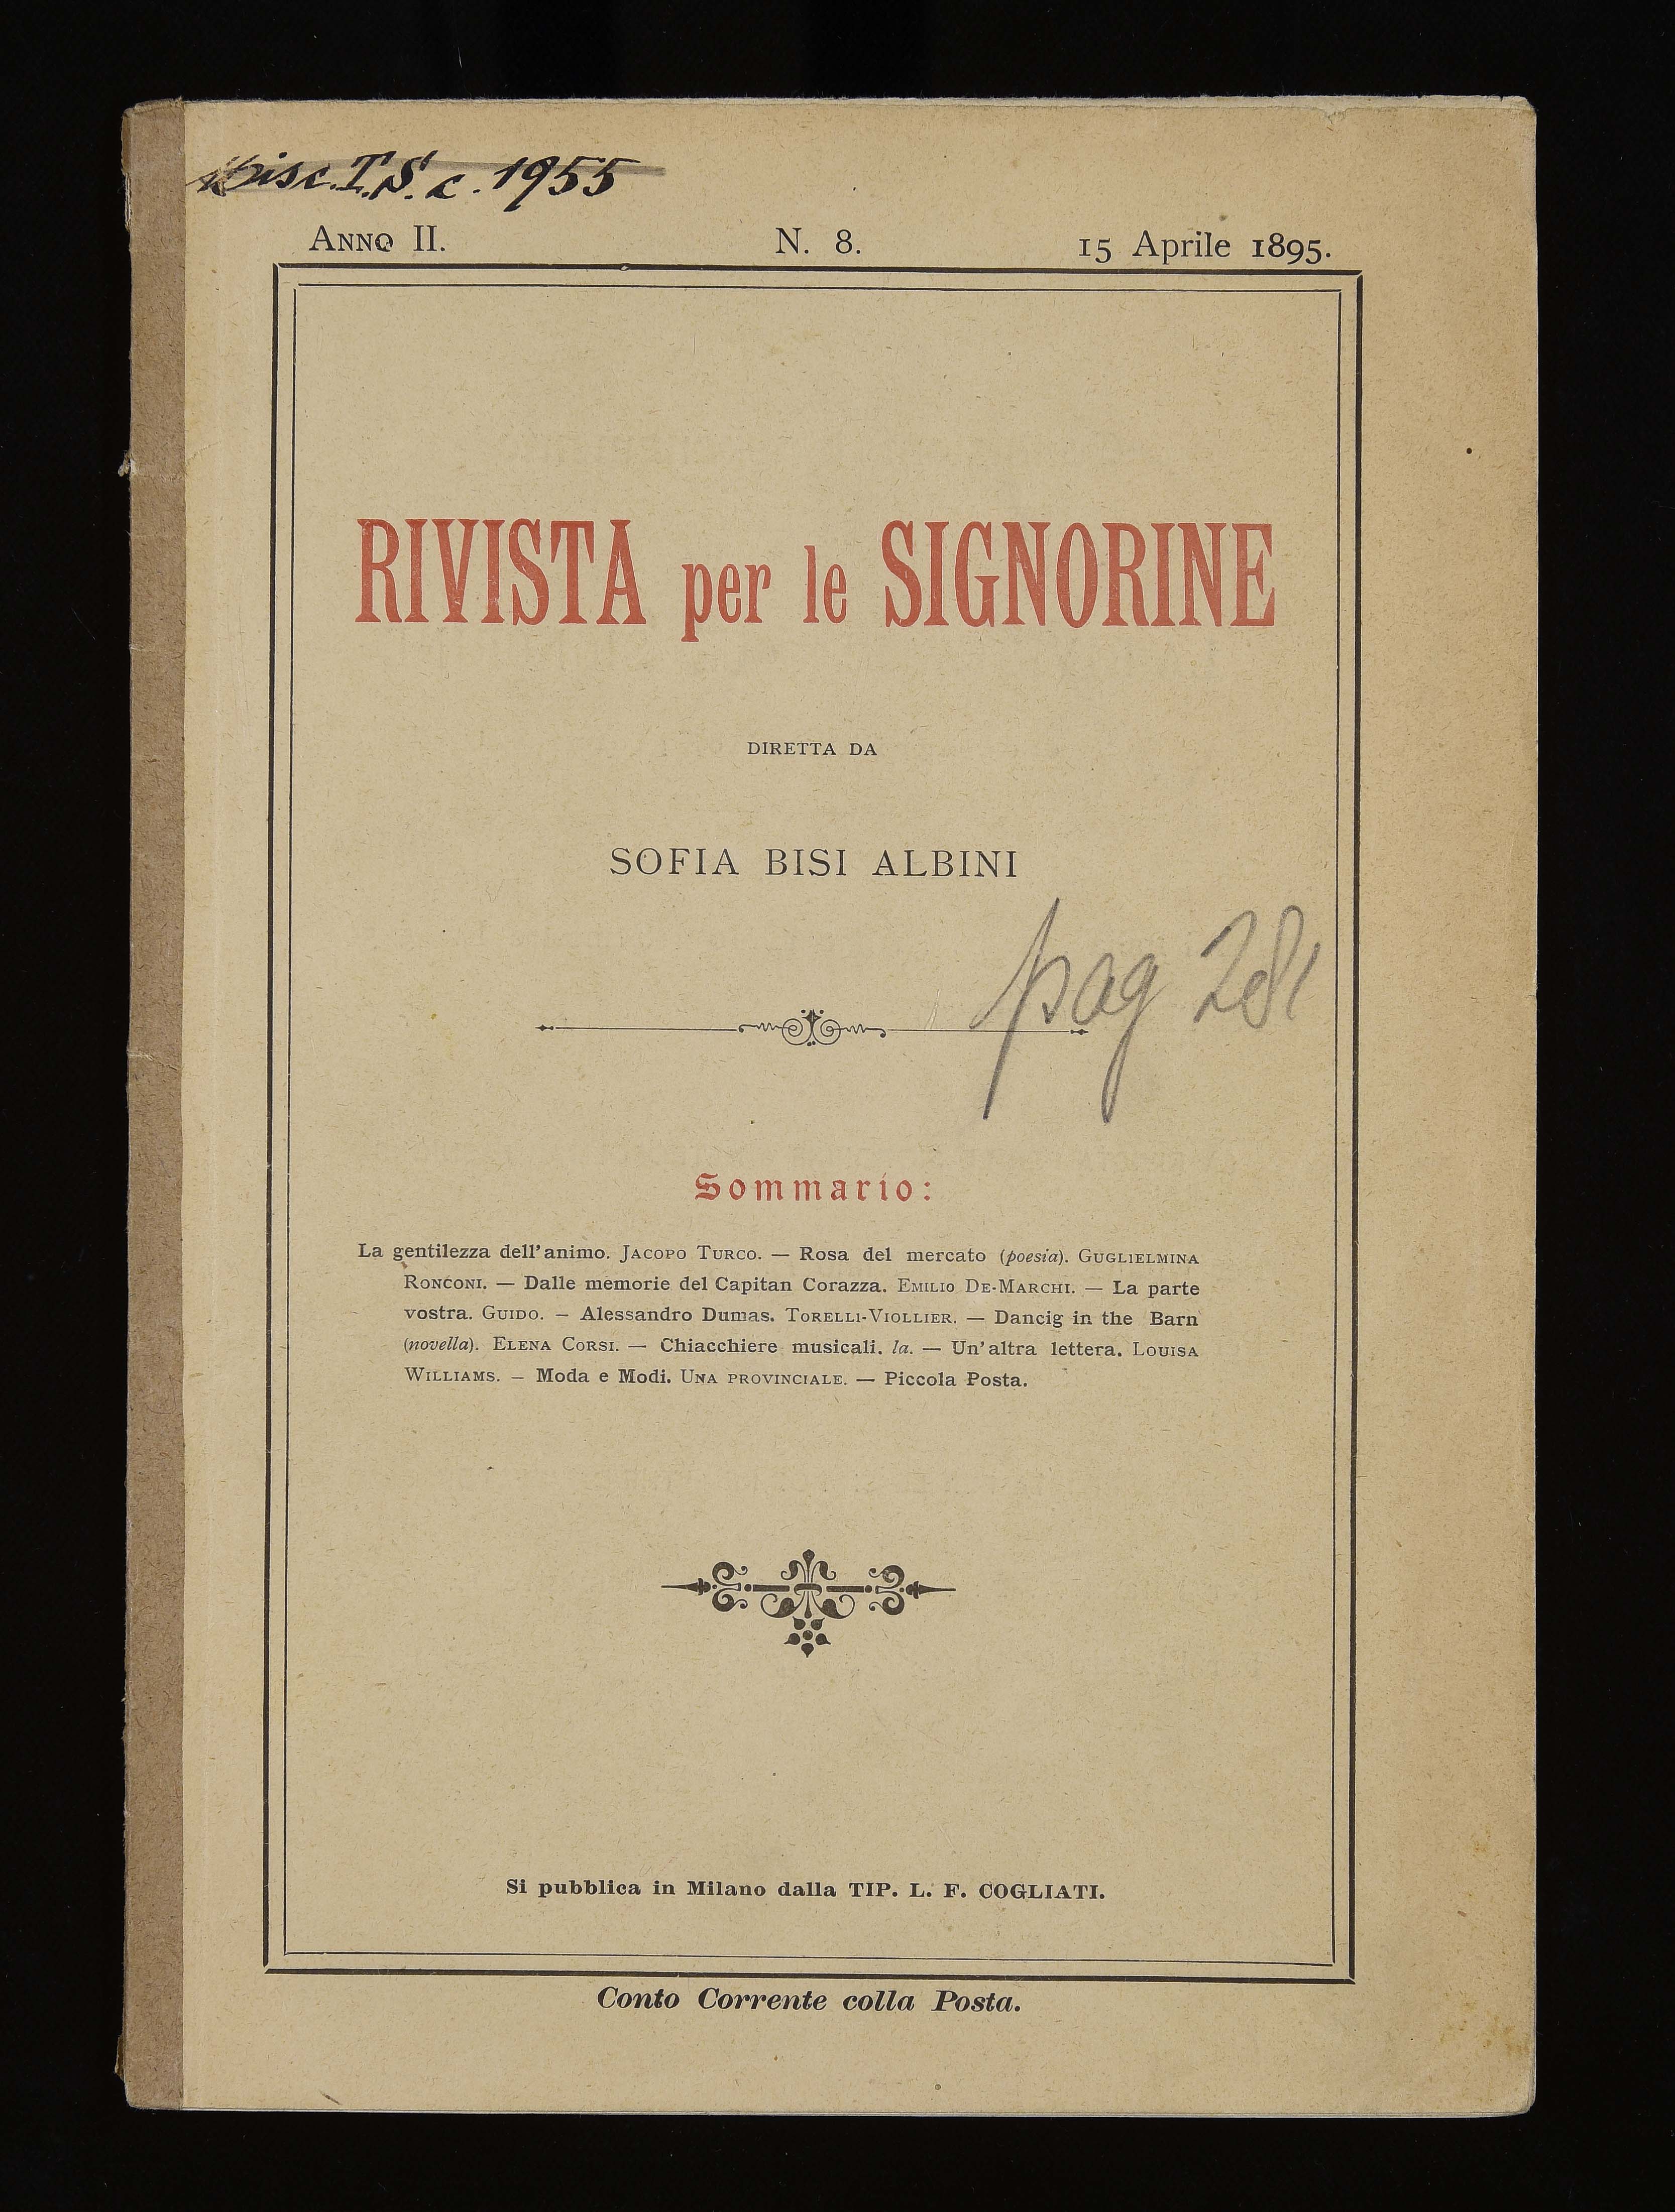 Misc. T.S. c. 1955
Anno II. N. 8. 15 Aprile 1895.
RIVISTA per le SIGNORINE
DIRETTA DA
SOFIA BISI ALBINI
pag 281
Sommario:
La gentilezza dell'animo. Jacopo Turco. — Rosa del mercato (poesia). Guglielmina
Ronconi. — Dalle memorie del Capitan Corazza. Emilio De-Marchi. — La parte
vostra. Guido. — Alessandro Dumas. Torelli-Viollier. — Dancig in the Barn
(novella). Elena Corsi. — Chiacchiere musicali. la. — Un'altra lettera. Louisa
Williams. — Moda e Modi. Una provinciale. — Piccola Posta.
Si pubblica in Milano dalla TIP. L. F. COGLIATI.
Conto Corrente colla Posta.